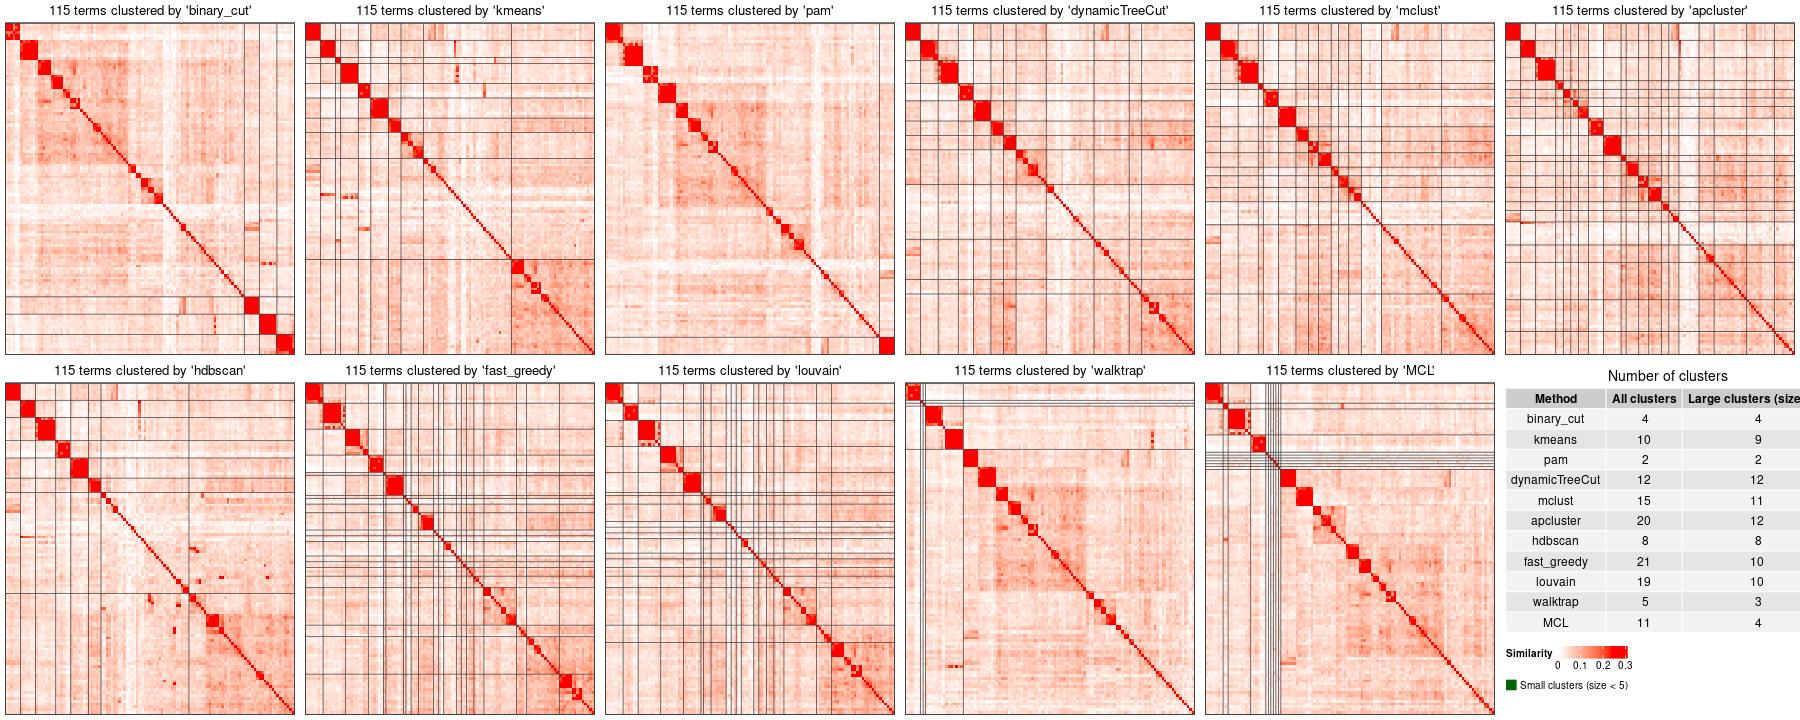 115 terms clustered by 'binary_cut'
115 terms clustered by 'kmeans'
115 terms clustered by 'pam'
115 terms clustered by 'dynamicTreeCut'
115 terms clustered by 'mclust'
115 terms clustered by 'apcluster'
115 terms clustered by 'hdbscan'
115 terms clustered by 'fast_greedy'
115 terms clustered by 'louvain'
115 terms clustered by 'walktrap'
115 terms clustered by 'MCL'
Number of clusters
Method All clusters Large clusters (size
binary_cut 4 4
kmeans 10 9
pam 2 2
dynamicTreeCut 12 12
mclust 15 11
apcluster 20 12
hdbscan 8 8
fast_greedy 21 10
louvain 19 10
walktrap 5 3
MCL 11 4
Similarity
0 0.1 0.2 0.3
Small clusters (size < 5)